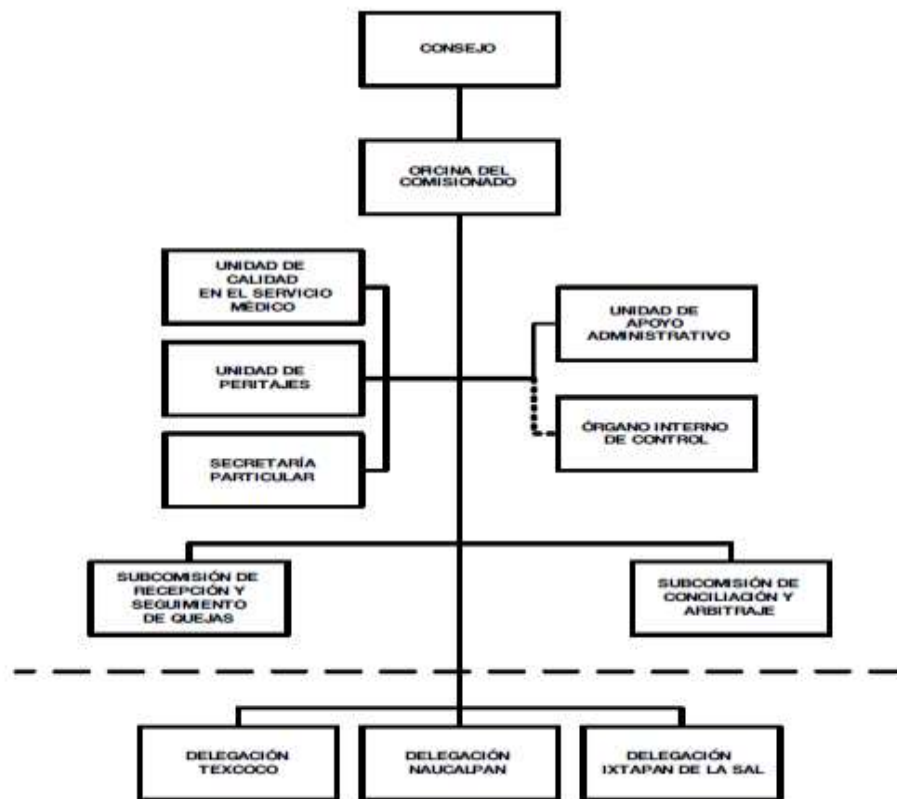 CONSEJO
OFICINA DEL
COMISIONADO
UNIDAD DE
CALIDAD
EN EL SERVICIO
MÉDICO
UNIDAD DE
APOYO
ADMINISTRATIVO
UNIDAD DE
PERITAJES
ÓRGANO INTERNO
DE CONTROL
SECRETARÍA
PARTICULAR
SUBCOMISIÓN DE
RECEPCIÓN Y
SEGUIMIENTO
DE QUEJAS
SUBCOMISIÓN DE
CONCILIACIÓN Y
ARBITRAJE
DELEGACIÓN
TEXCOCO
DELEGACIÓN
NAUCALPAN
DELEGACIÓN
IXTAPAN DE LA SAL